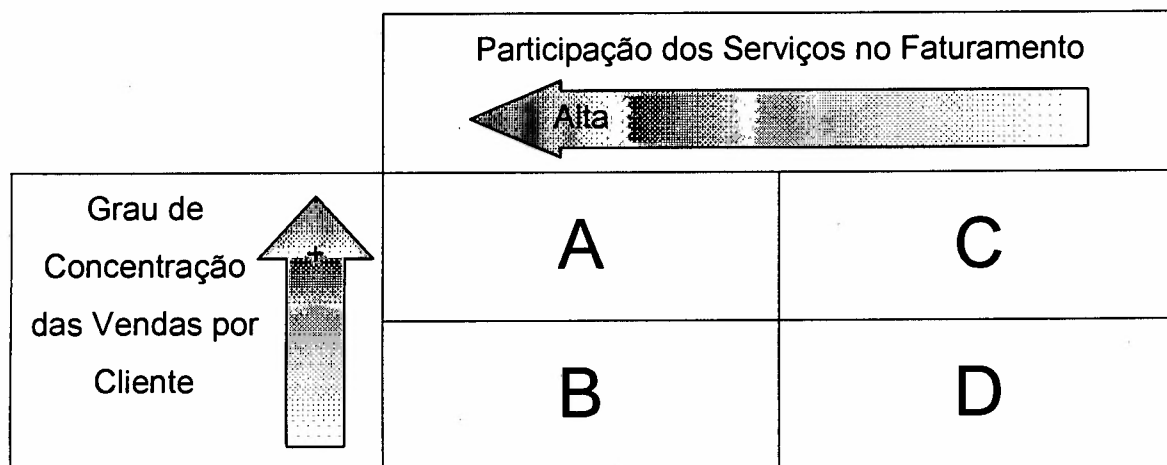 Participação dos Serviços no Faturamento
Alta
Grau de
Concentração
das Vendas por
Cliente
+
A
C
B
D